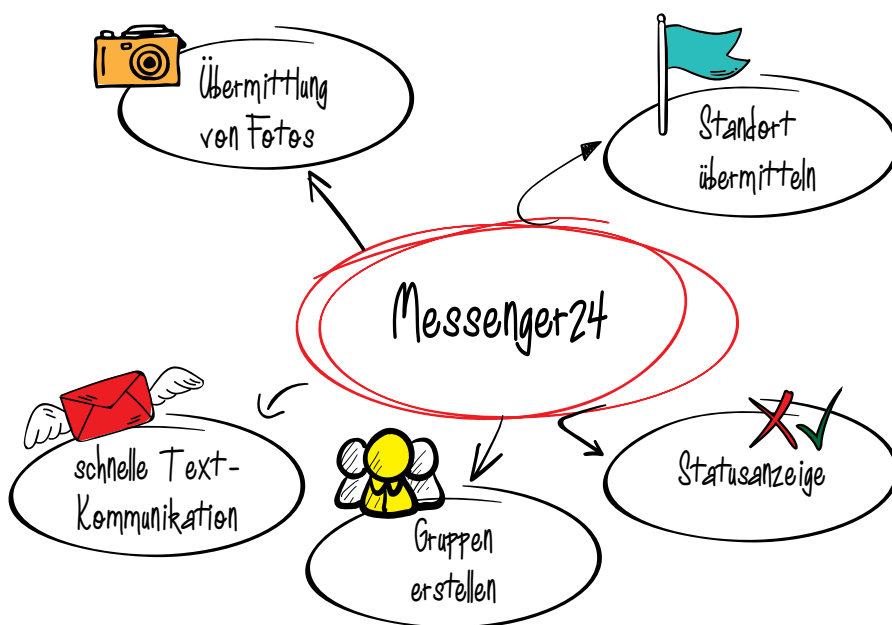 Übermittlung
von Fotos
Standort
übermitteln
Messenger24
schnelle Text-
Kommunikation
Gruppen
erstellen
Statusanzeige